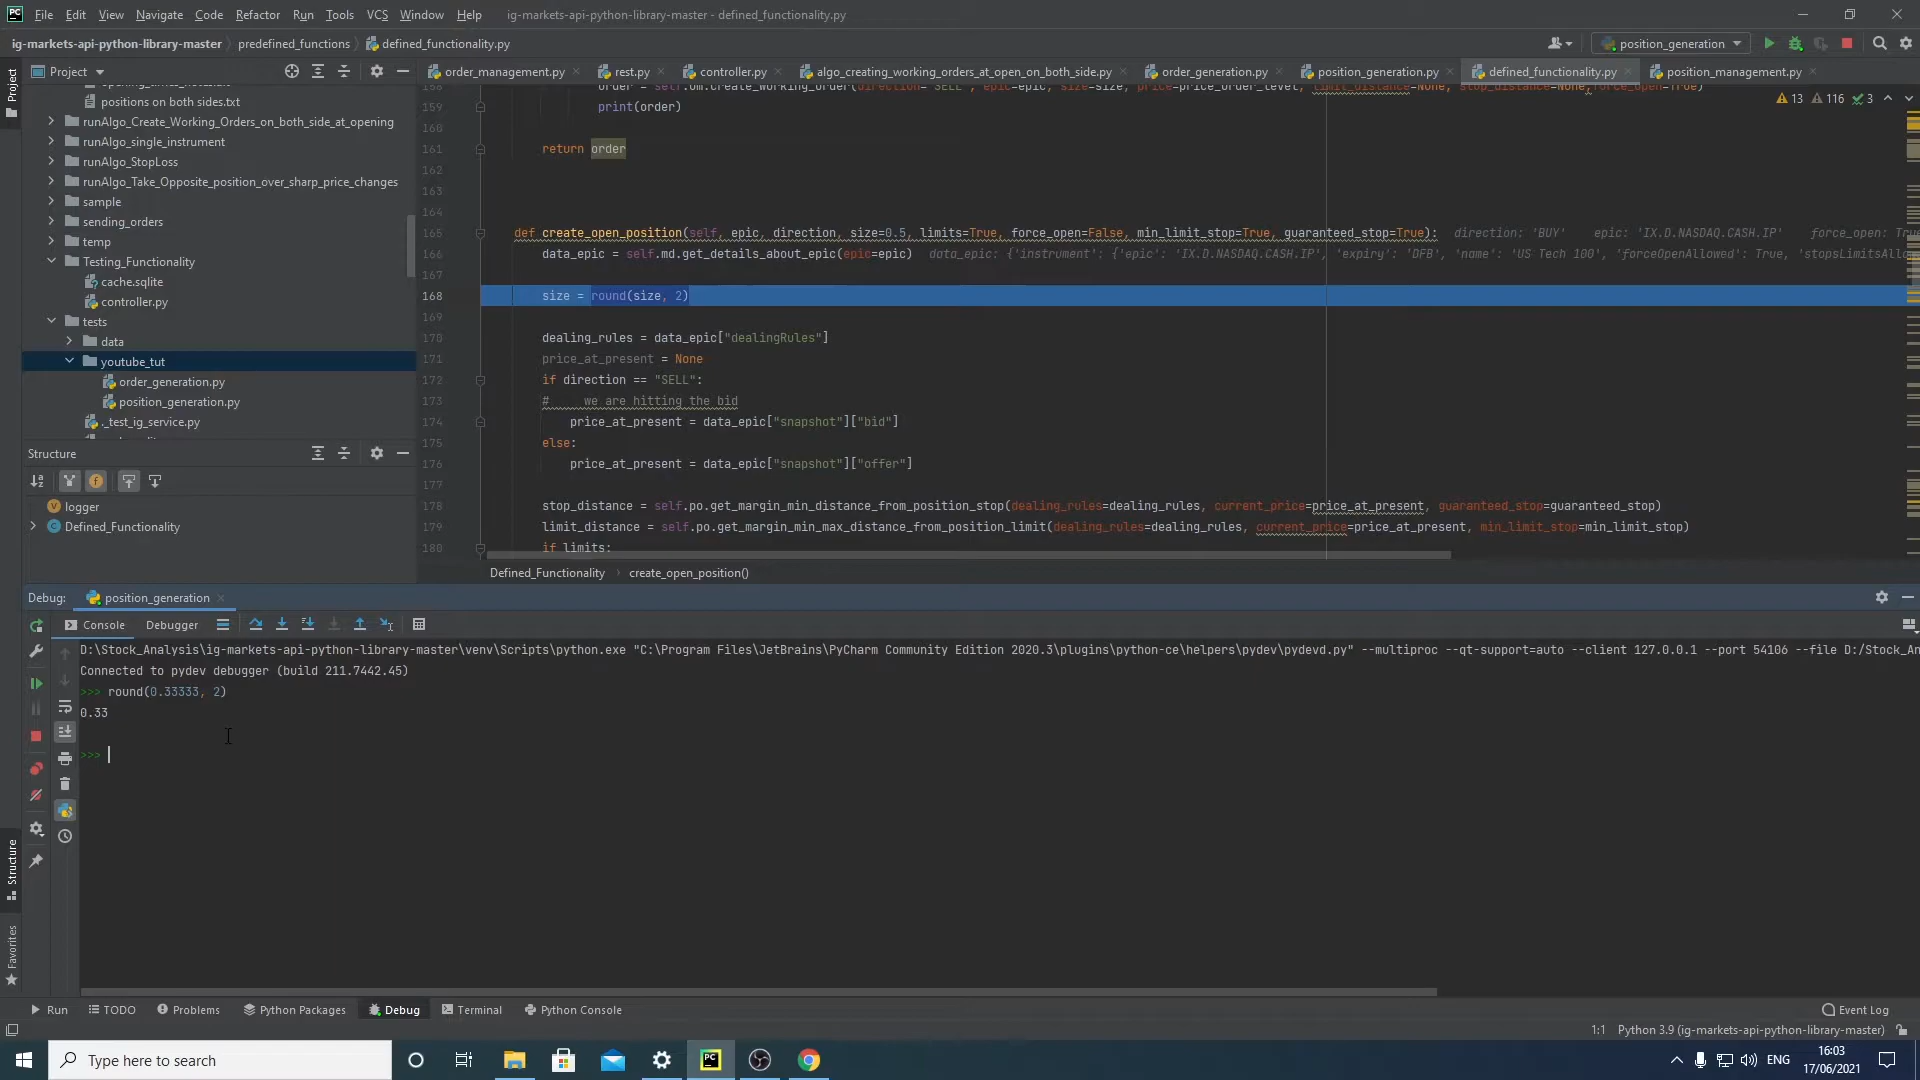 PC File Edit View Navigate Code Refactor Run Tools VCS Window Help ig-markets-api-python-library-master - defined_functionality.py
ig-markets-api-python-library-master predefined_functions defined_functionality.py position_generation
Project order_management.py rest.py controller.py algo_creating_working_orders_at_open_on_both_side.py order_generation.py position_generation.py defined_functionality.py position_management.py
Project
positions on both sides.txt
runAlgo_Create_Working_Orders_on_both_side_at_opening
runAlgo_single_instrument
runAlgo_StopLoss
runAlgo_Take_Opposite_position_over_sharp_price_changes
sample
sending_orders
temp
Testing_Functionality
cache.sqlite
controller.py
tests
data
youtube_tut
order_generation.py
position_generation.py
._test_ig_service.py
13 116 3
159 print(order)
160
161 return order
162
163
164
165 def create_open_position(self, epic, direction, size=0.5, limits=True, force_open=False, min_limit_stop=True, guaranteed_stop=True): direction: 'BUY' epic: 'IX.D.NASDAQ.CASH.IP' force_open: True
166 data_epic = self.md.get_details_about_epic(epic=epic) data_epic: {'instrument': {'epic': 'IX.D.NASDAQ.CASH.IP', 'expiry': 'DFB', 'name': 'US Tech 100', 'forceOpenAllowed': True, 'stopsLimitsAllo
167
168 size = round(size, 2)
169
170 dealing_rules = data_epic["dealingRules"]
171 price_at_present = None
172 if direction == "SELL":
173 # we are hitting the bid
174 price_at_present = data_epic["snapshot"]["bid"]
175 else:
176 price_at_present = data_epic["snapshot"]["offer"]
177
178 stop_distance = self.po.get_margin_min_distance_from_position_stop(dealing_rules=dealing_rules, current_price=price_at_present, guaranteed_stop=guaranteed_stop)
179 limit_distance = self.po.get_margin_min_max_distance_from_position_limit(dealing_rules=dealing_rules, current_price=price_at_present, min_limit_stop=min_limit_stop)
180 if limits:
Structure
logger
Defined_Functionality
Defined_Functionality create_open_position()
Debug: position_generation
Console Debugger
D:\Stock_Analysis\ig-markets-api-python-library-master\venv\Scripts\python.exe "C:\Program Files\JetBrains\PyCharm Community Edition 2020.3\plugins\python-ce\helpers\pydev\pydevd.py" --multiproc --qt-support=auto --client 127.0.0.1 --port 54106 --file D:/Stock_An
Connected to pydev debugger (build 211.7442.45)
>>> round(0.33333, 2)
0.33
>>>
Structure
Favorites
Run TODO Problems Python Packages Debug Terminal Python Console Event Log
1:1 Python 3.9 (ig-markets-api-python-library-master)
Type here to search
ENG
16:03
17/06/2021